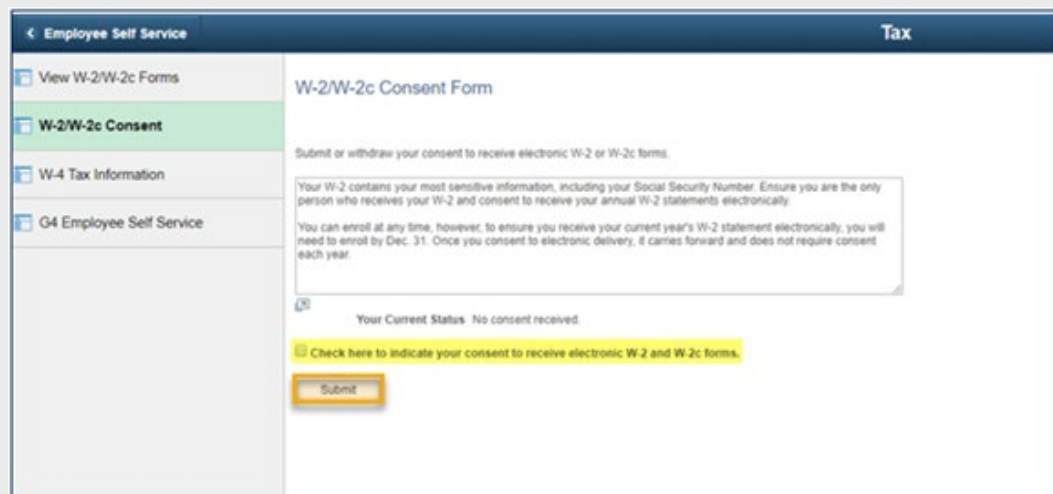 Employee Self Service
Tax
View W-2/W-2c Forms
W-2/W-2c Consent
W-4 Tax Information
G4 Employee Self Service
W-2/W-2c Consent Form
Submit or withdraw your consent to receive electronic W-2 or W-2c forms.
Your W-2 contains your most sensitive information, including your Social Security Number. Ensure you are the only
person who receives your W-2 and consent to receive your annual W-2 statements electronically.
You can enroll at any time, however, to ensure you receive your current year's W-2 statement electronically, you will
need to enroll by Dec. 31. Once you consent to electronic delivery, it carries forward and does not require consent
each year.
Your Current Status No consent received.
Check here to indicate your consent to receive electronic W-2 and W-2c forms.
Submit